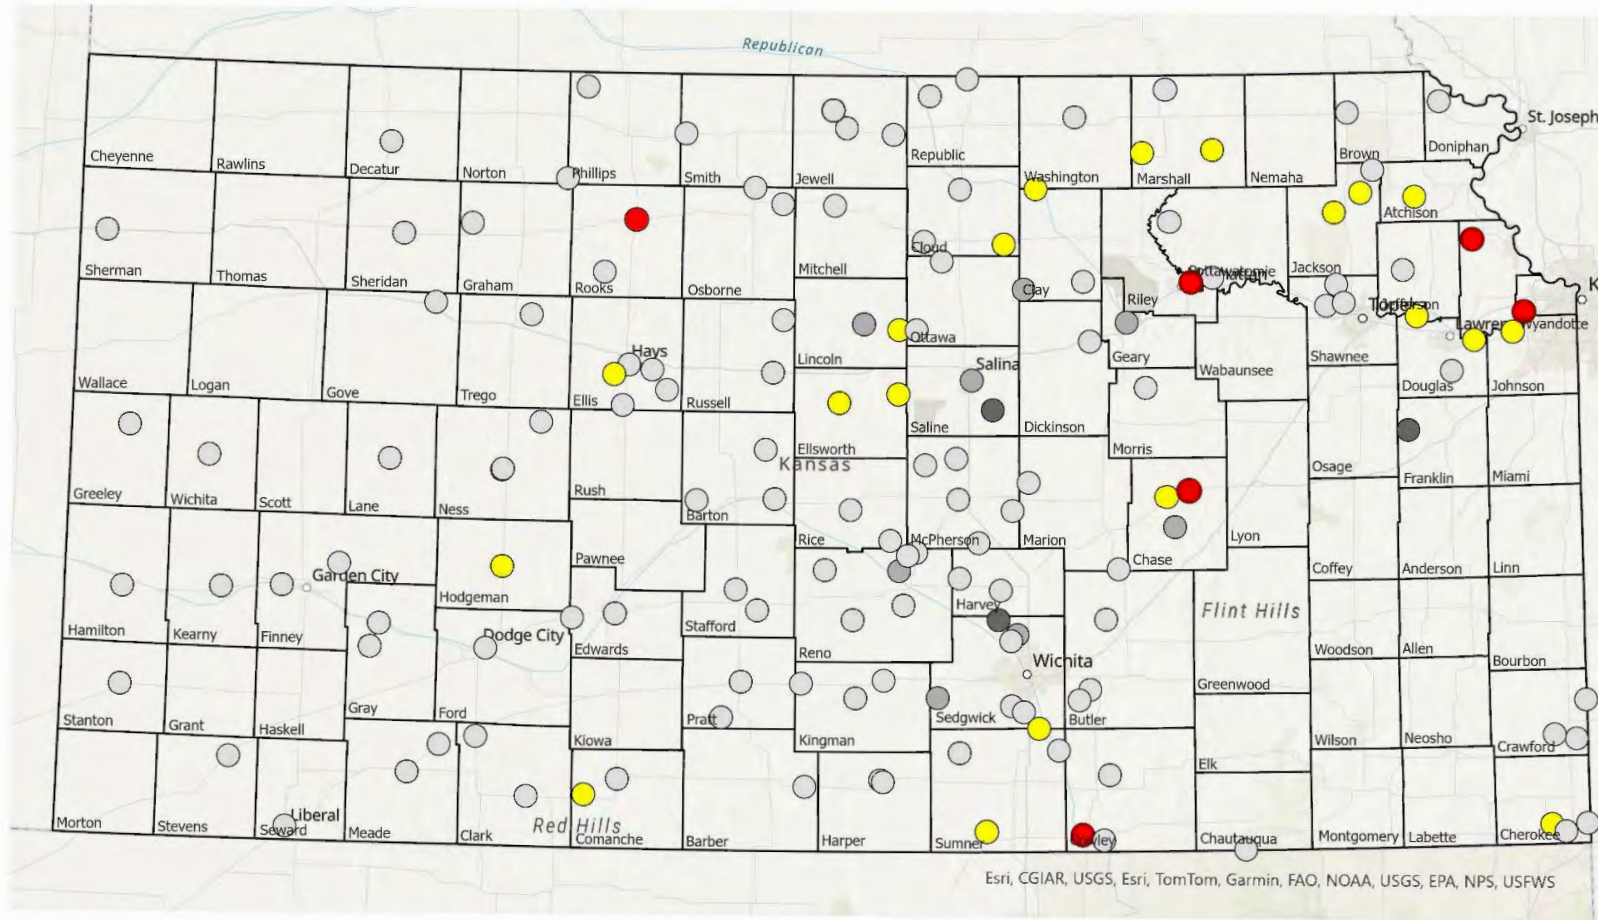 Republican
St. Joseph
Cheyenne
Rawlins
Decatur
Norton
Phillips
Smith
Jewell
Republic
Washington
Marshall
Nemaha
Brown
Doniphan
Sherman
Thomas
Sheridan
Graham
Rooks
Osborne
Mitchell
Cloud
Clay
Riley
Pottawatomie
Jackson
Atchison
Jefferson
Topeka
K
Wallace
Logan
Gove
Trego
Ellis
Hays
Russell
Lincoln
Ottawa
Salina
Geary
Wabaunsee
Shawnee
Lawren
Wyandotte
Douglas
Johnson
Greeley
Wichita
Scott
Lane
Ness
Rush
Barton
Ellsworth
Kansas
Saline
Dickinson
Morris
Osage
Franklin
Miami
Hamilton
Kearny
Finney
Garden City
Hodgeman
Pawnee
Rice
McPherson
Marion
Chase
Lyon
Coffey
Anderson
Linn
Dodge City
Edwards
Stafford
Reno
Harvey
Flint Hills
Woodson
Allen
Bourbon
Stanton
Grant
Haskell
Gray
Ford
Kiowa
Pratt
Kingman
Sedgwick
Wichita
Butler
Greenwood
Wilson
Neosho
Crawford
Morton
Stevens
Seward
Liberal
Meade
Clark
Red Hills
Comanche
Barber
Harper
Sumner
Cowley
Elk
Chautauqua
Montgomery
Labette
Cherokee
Esri, CGIAR, USGS, Esri, TomTom, Garmin, FAO, NOAA, USGS, EPA, NPS, USFWS